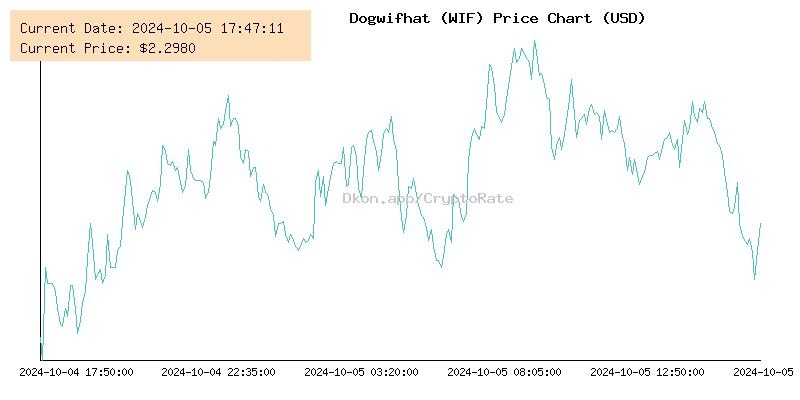 Dogwifhat (WIF) Price Chart (USD)
Current Date: 2024-10-05 17:47:11
Current Price: $2.2980
Dkon.app/CryptoRate
2024-10-04 17:50:00 2024-10-04 22:35:00 2024-10-05 03:20:00 2024-10-05 08:05:00 2024-10-05 12:50:00 2024-10-05